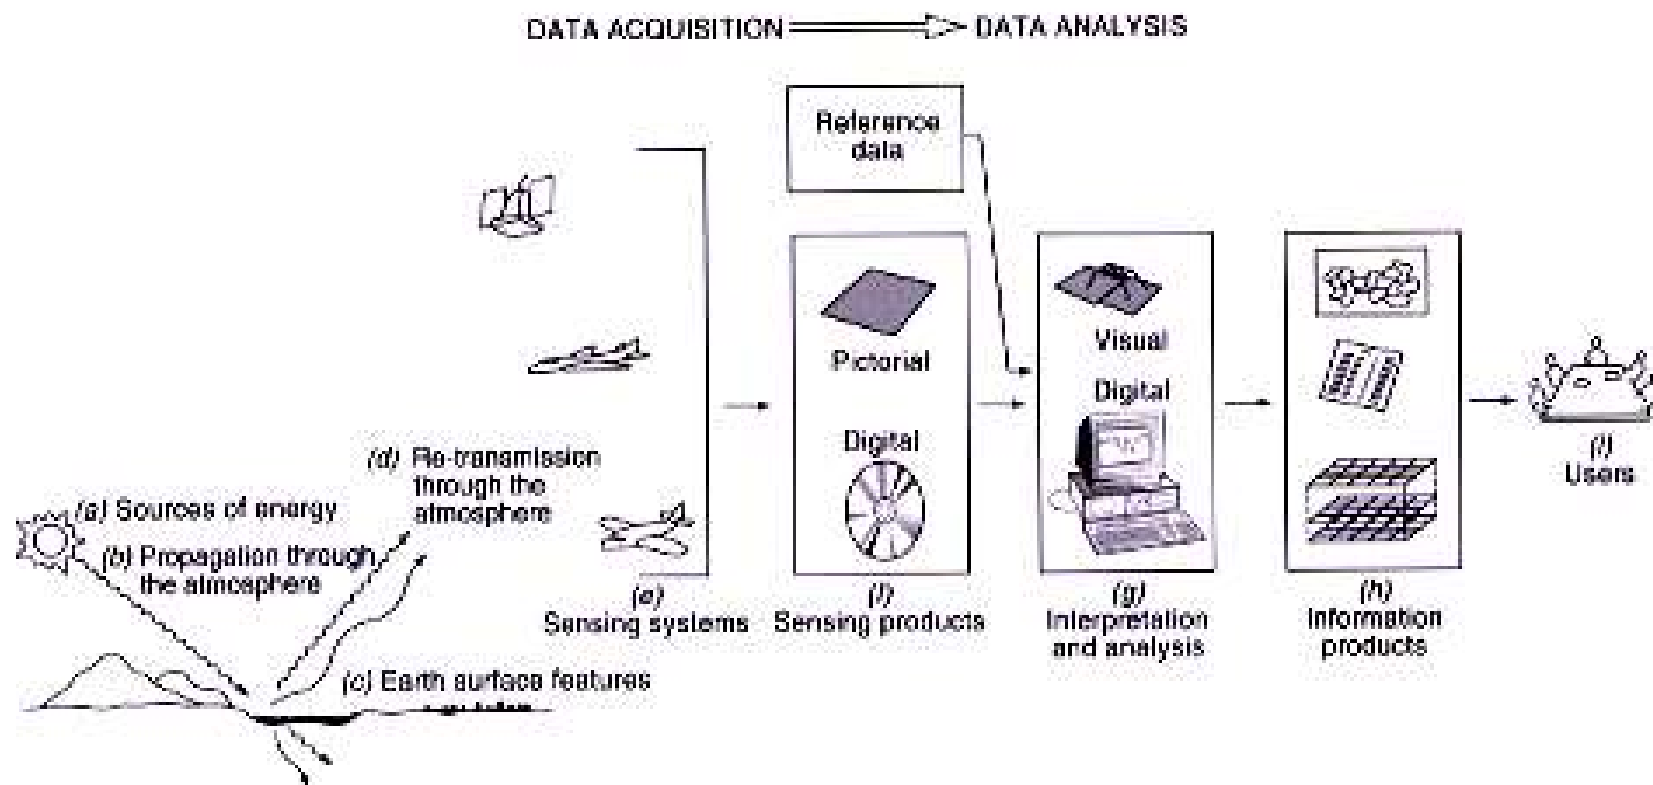 DATA ACQUISITION
DATA ANALYSIS
Reference
data
Pictorial
Digital
Visual
Digital
(d) Re-transmission
through the
atmosphere
(a) Sources of energy
(b) Propagation through
the atmosphere
(c) Earth surface features
(e)
Sensing systems
(f)
Sensing products
(g)
Interpretation
and analysis
(h)
Information
products
(i)
Users